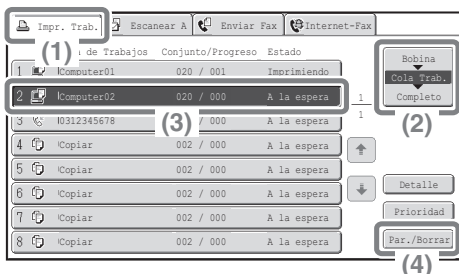 Impr. Trab. Escanear A Enviar Fax Internet-Fax
(1) de Trabajos Conjunto/Progreso Estado
1 Computer01 020 / 001 Imprimiendo
2 Computer02 020 / 000 A la espera
3 0312345678 002 / 000 A la espera
4 Copiar 002 / 000 A la espera
5 Copiar 002 / 000 A la espera
6 Copiar 002 / 000 A la espera
7 Copiar 002 / 000 A la espera
8 Copiar 002 / 000 A la espera
(3)
1
1
Bobina
Cola Trab.
Completo
(2)
Detalle
Prioridad
Par./Borrar
(4)